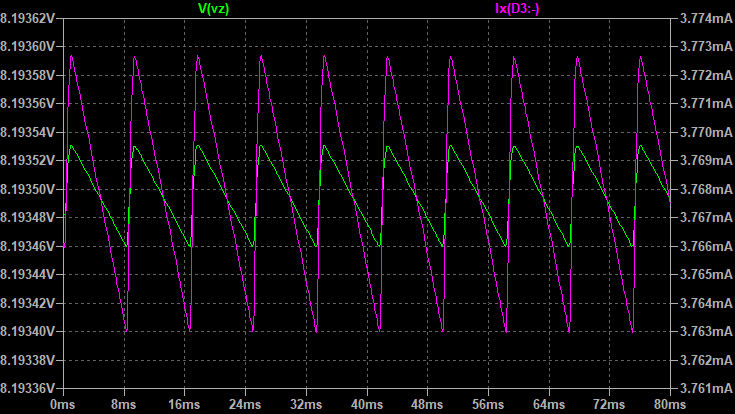 V(vz) Ix(D3:-)
8.19362V 3.774mA
8.19360V 3.773mA
8.19358V 3.772mA
8.19356V 3.771mA
8.19354V 3.770mA
8.19352V 3.769mA
8.19350V 3.768mA
8.19348V 3.767mA
8.19346V 3.766mA
8.19344V 3.765mA
8.19342V 3.764mA
8.19340V 3.763mA
8.19338V 3.762mA
8.19336V 3.761mA
0ms 8ms 16ms 24ms 32ms 40ms 48ms 56ms 64ms 72ms 80ms